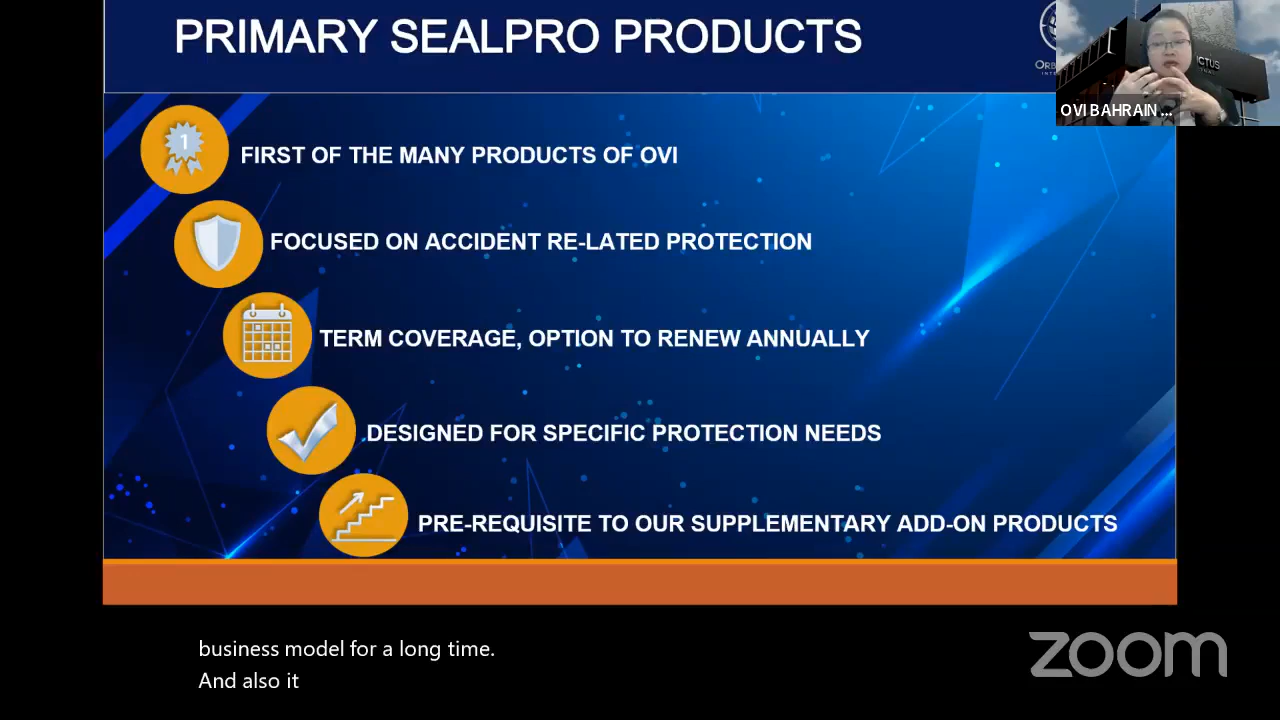 PRIMARY SEALPRO PRODUCTS
OVI BAHRAIN ...
1
FIRST OF THE MANY PRODUCTS OF OVI
FOCUSED ON ACCIDENT RE-LATED PROTECTION
TERM COVERAGE, OPTION TO RENEW ANNUALLY
DESIGNED FOR SPECIFIC PROTECTION NEEDS
PRE-REQUISITE TO OUR SUPPLEMENTARY ADD-ON PRODUCTS
business model for a long time.
And also it
zoom